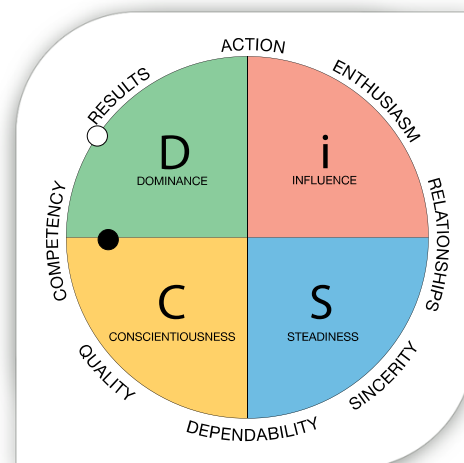 ACTION
ENTHUSIASM
RELATIONSHIPS
SINCERITY
DEPENDABILITY
QUALITY
COMPETENCY
RESULTS
D
DOMINANCE
i
INFLUENCE
C
CONSCIENTIOUSNESS
S
STEADINESS